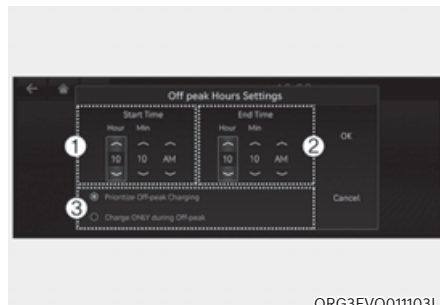 Off peak Hours Settings
Start Time
End Time
Hour Min
Hour Min
1
2
OK
10 10 AM
10 10 AM
3
Prioritize Off-peak Charging
Cancel
Charge ONLY during Off-peak